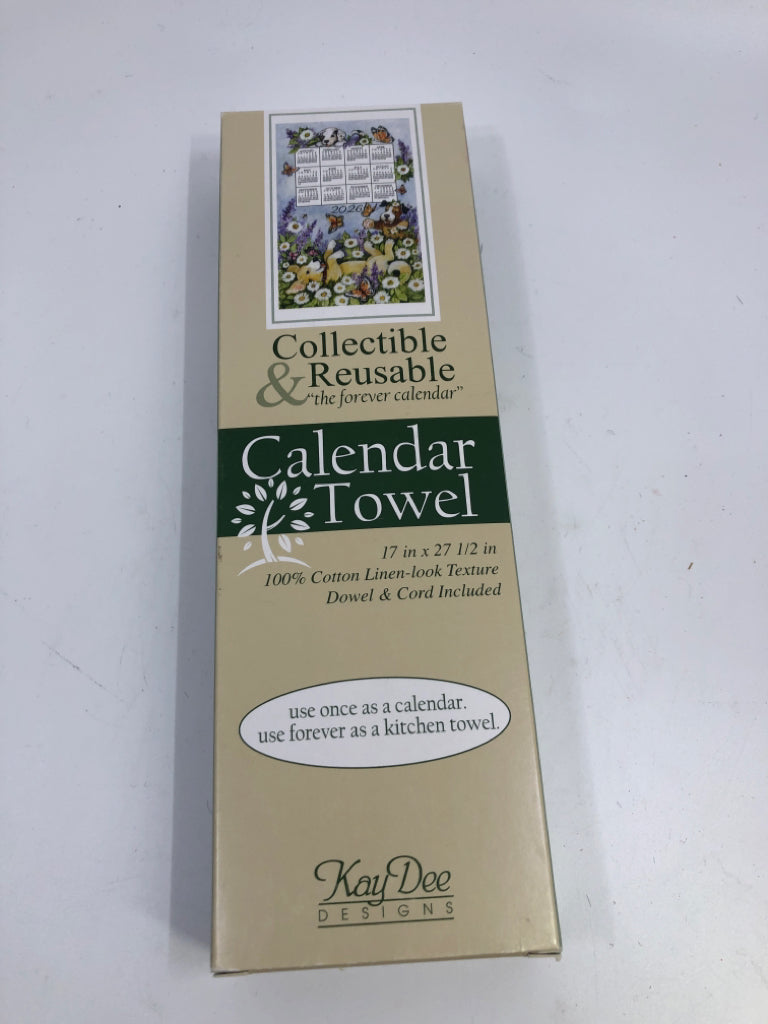 2026
Collectible
& Reusable
"the forever calendar"
Calendar
Towel
17 in x 27 1/2 in
100% Cotton Linen-look Texture
Dowel & Cord Included
use once as a calendar.
use forever as a kitchen towel.
Kay Dee
DESIGNS